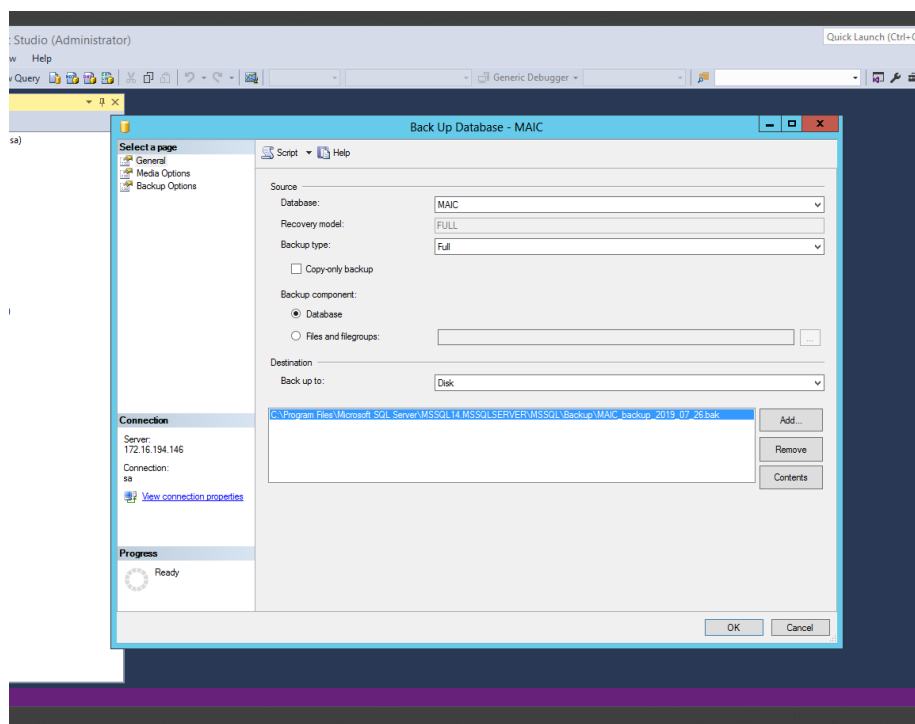 Studio (Administrator)
Quick Launch (Ctrl+
w Help
Query
Generic Debugger
sa)
Back Up Database - MAIC
Select a page
General
Media Options
Backup Options
Script
Help
Source
Database:
MAIC
Recovery model:
FULL
Backup type:
Full
Copy-only backup
Backup component:
Database
Files and filegroups:
...
Destination
Back up to:
Disk
C:\Program Files\Microsoft SQL Server\MSSQL14.MSSQLSERVER\MSSQL\Backup\MAIC_backup_2019_07_26.bak
Add...
Remove
Contents
Connection
Server:
172.16.194.146
Connection:
sa
View connection properties
Progress
Ready
OK
Cancel